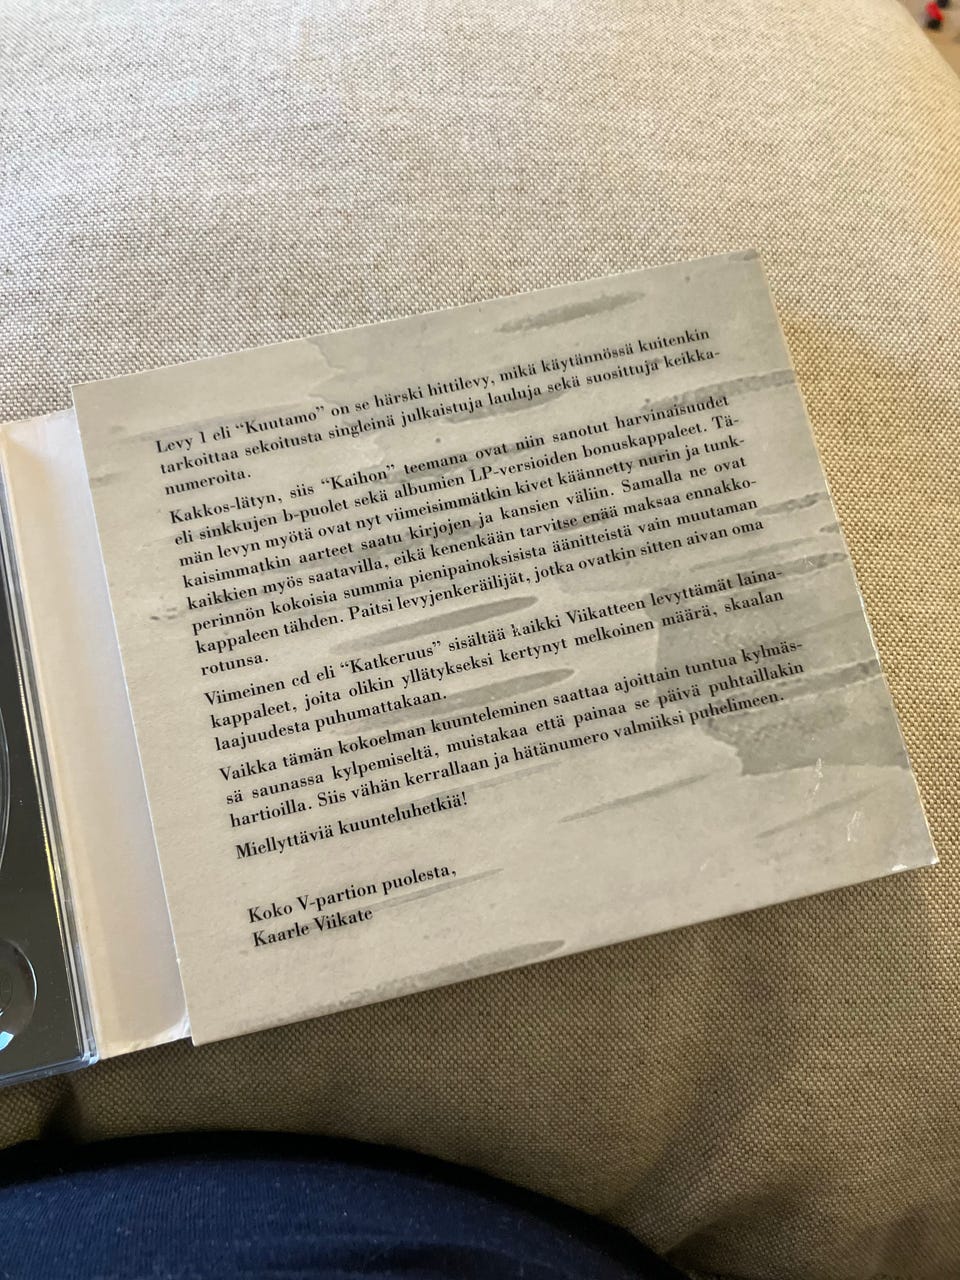 Levy 1 eli “Kuutamo” on se härski hittilevy, mikä käytännössä kuitenkin
tarkoittaa sekoitusta singleinä julkaistuja lauluja sekä suosittuja keikka-
numeroita.
Kakkos-lätyn, siis “Kaihon” teemana ovat niin sanotut harvinaisuudet
eli sinkkujen b-puolet sekä albumien LP-versioiden bonuskappaleet. Tä-
män levyn myötä ovat nyt viimeisimmätkin kivet käännetty nurin ja tunk-
kaisimmatkin aarteet saatu kirjojen ja kansien väliin. Samalla ne ovat
kaikkien myös saatavilla, eikä kenenkään tarvitse enää maksaa ennakko-
perinnön kokoisia summia pienipainoksisista äänitteistä vain muutaman
kappaleen tähden. Paitsi levyjenkeräilijät, jotka ovatkin sitten aivan oma
rotunsa.
Viimeinen cd eli “Katkeruus” sisältää kaikki Viikatteen levyttämät laina-
kappaleet, joita olikin yllätykseksi kertynyt melkoinen määrä, skaalan
laajuudesta puhumattakaan.
Vaikka tämän kokoelman kuunteleminen saattaa ajoittain tuntua kylmäs-
sä saunassa kylpemiseltä, muistakaa että painaa se päivä puhtaillakin
hartioilla. Siis vähän kerrallaan ja hätänumero valmiiksi puhelimeen.
Miellyttäviä kuunteluhetkiä!
Koko V-partion puolesta,
Kaarle Viikate